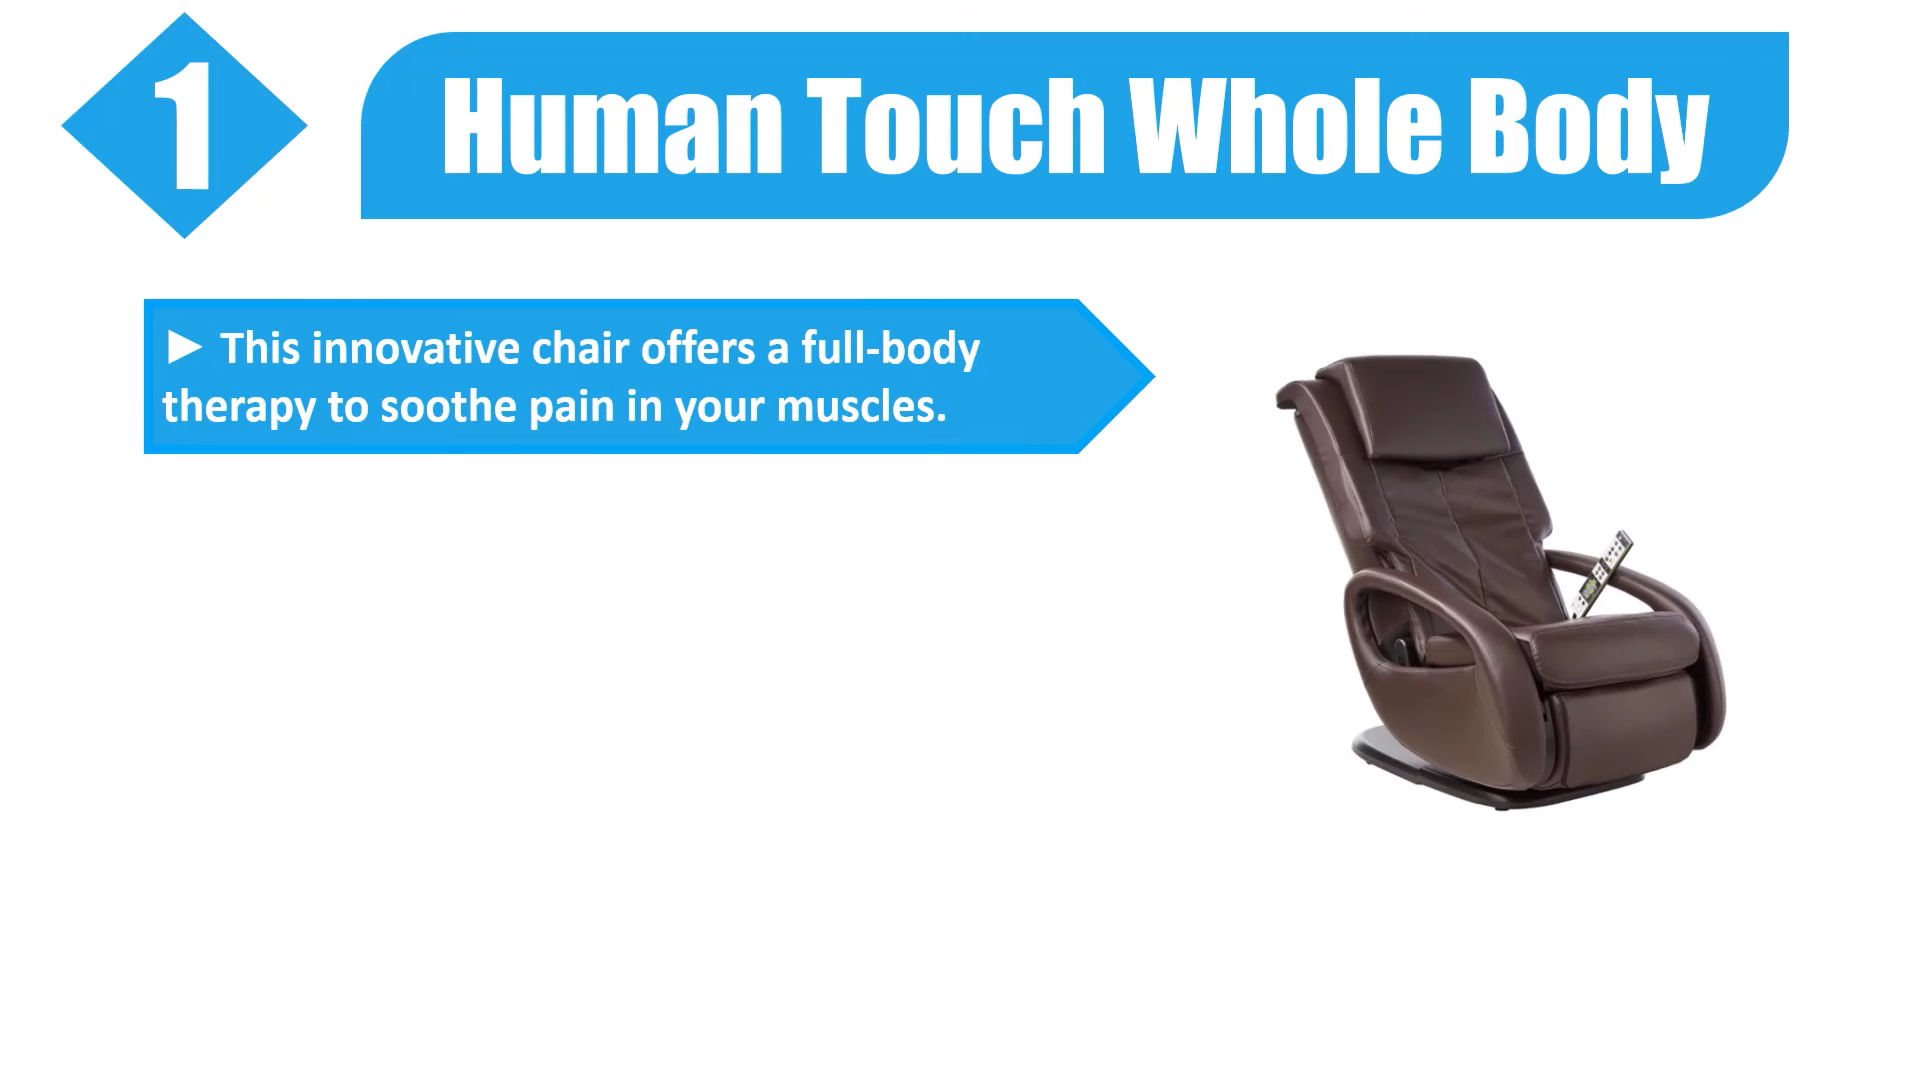 1
Human Touch Whole Body
► This innovative chair offers a full-body
therapy to soothe pain in your muscles.